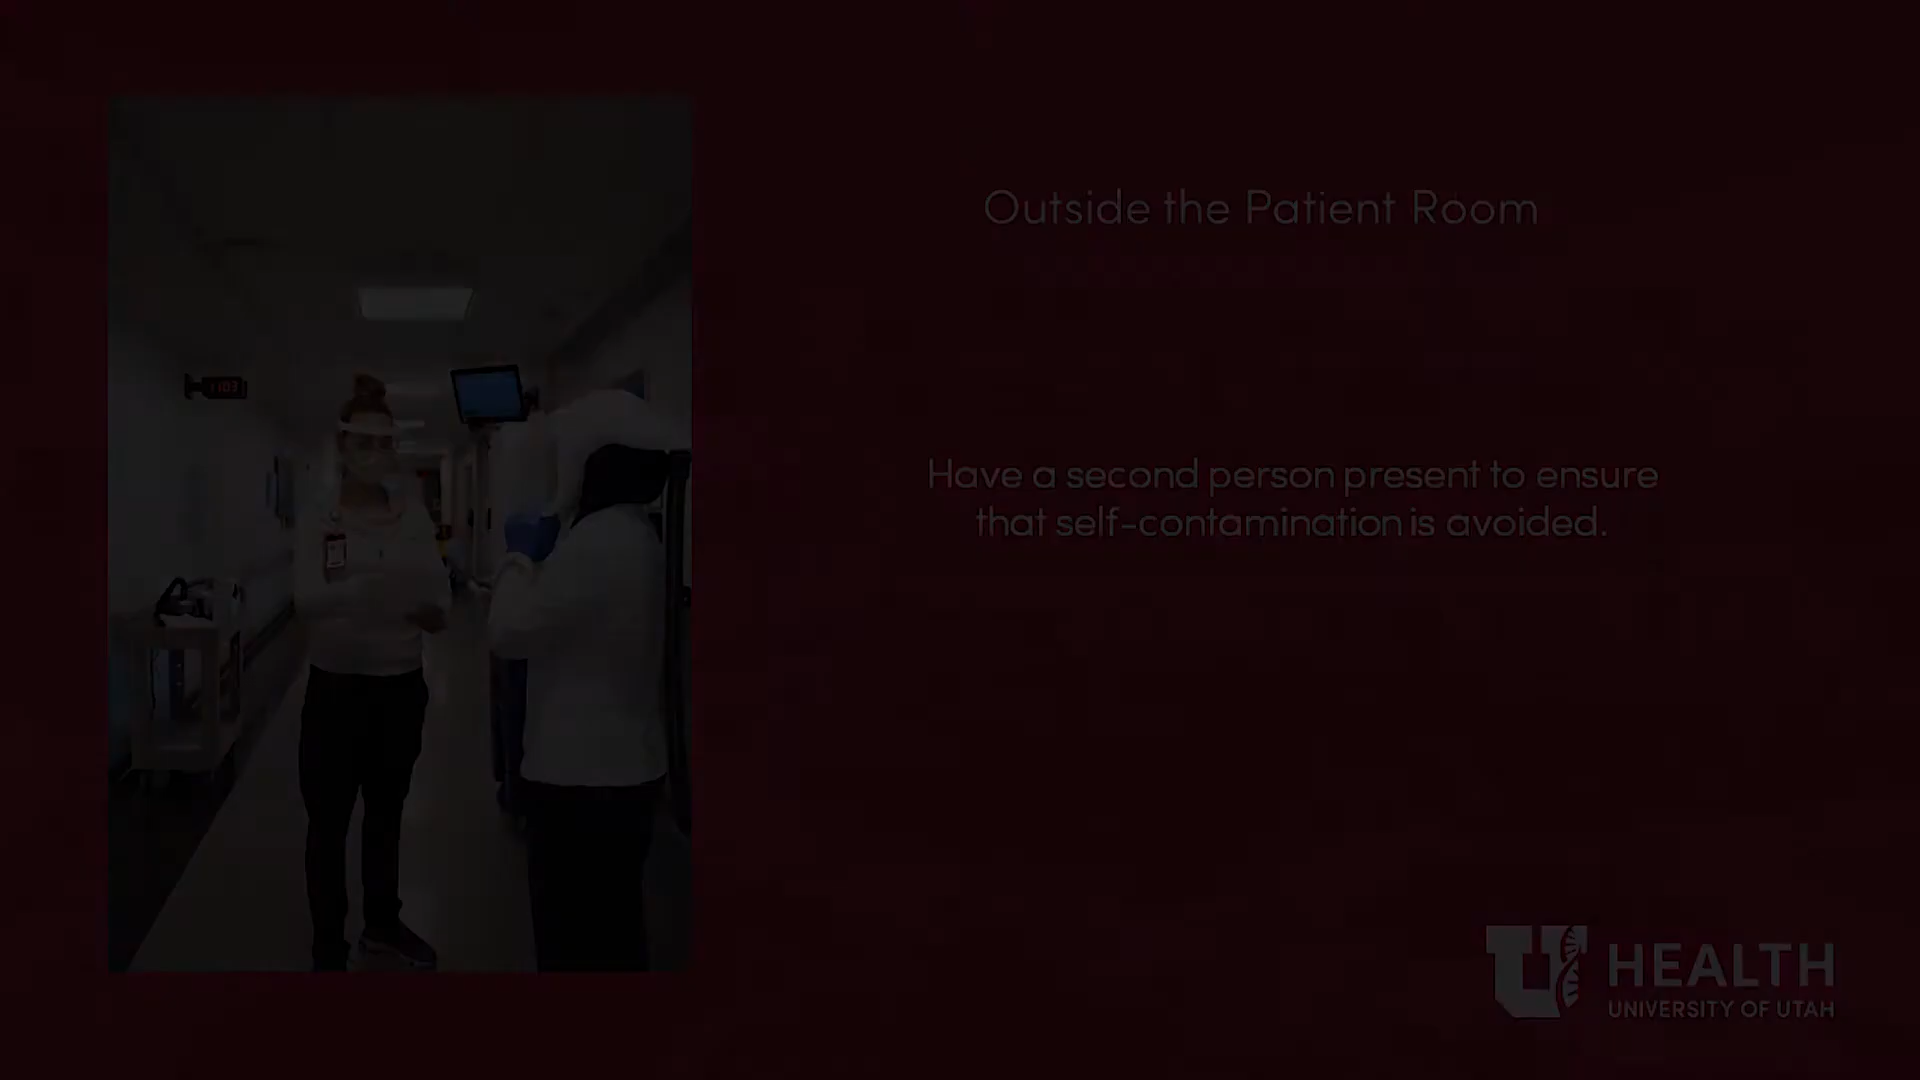 Outside the Patient Room
1103
Have a second person present to ensure
that self-contamination is avoided.
U HEALTH
UNIVERSITY OF UTAH